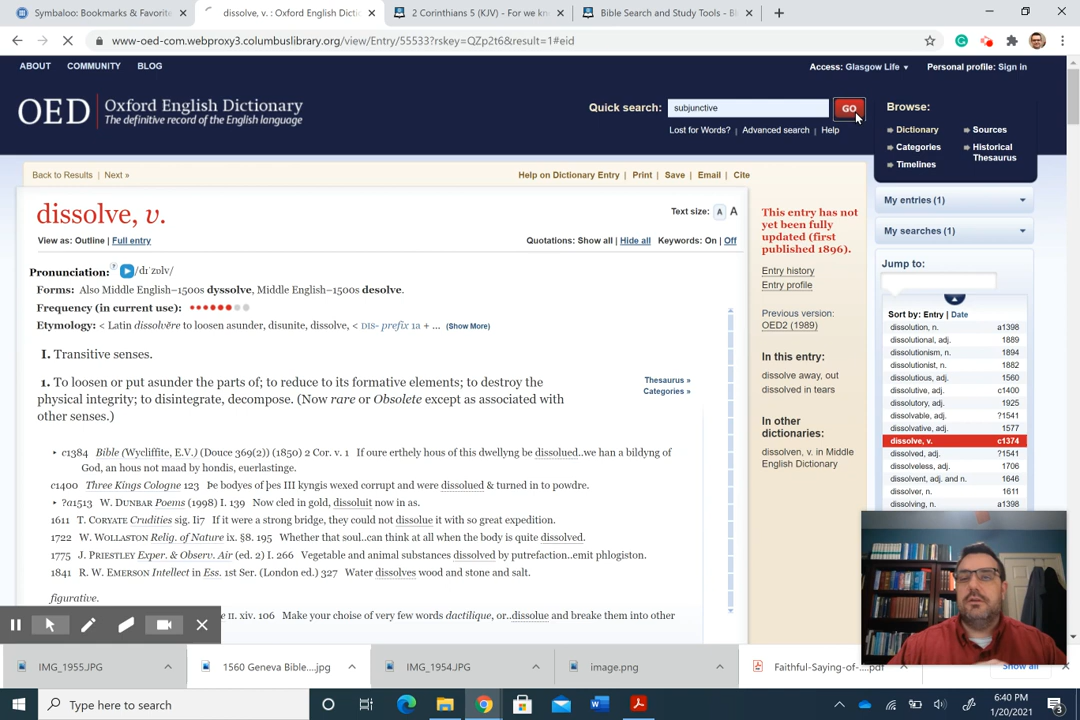 Symbaloo: Bookmarks & Favorite
dissolve, v. : Oxford English Dicti
2 Corinthians 5 (KJV) - For we kn
Bible Search and Study Tools - Bl
www-oed-com.webproxy3.columbuslibrary.org/view/Entry/55533?rskey=QZp2t6&result=1#eid
ABOUT COMMUNITY BLOG
Access: Glasgow Life Personal profile: Sign in
OED Oxford English Dictionary
The definitive record of the English language
Quick search: subjunctive GO
Lost for Words? | Advanced search | Help
Browse:
Dictionary
Categories
Timelines
Sources
Historical
Thesaurus
Back to Results | Next »
Help on Dictionary Entry | Print | Save | Email | Cite
dissolve, v.
Text size: A A
View as: Outline | Full entry
Quotations: Show all | Hide all Keywords: On | Off
Pronunciation: ? /dɪˈzɒlv/
Forms: Also Middle English–1500s dyssolve, Middle English–1500s desolve.
Frequency (in current use):
Etymology: < Latin dissolvĕre to loosen asunder, disunite, dissolve, < DIS- prefix 1a + ... (Show More)
I. Transitive senses.
1. To loosen or put asunder the parts of; to reduce to its formative elements; to destroy the
physical integrity; to disintegrate, decompose. (Now rare or Obsolete except as associated with
other senses.)
Thesaurus »
Categories »
c1384 Bible (Wycliffite, E.V.) (Douce 369(2)) (1850) 2 Cor. v. 1 If oure erthely hous of this dwellyng be dissolued..we han a bildyng of
God, an hous not maad by hondis, euerlastinge.
c1400 Three Kings Cologne 123 Þe bodyes of þes III kyngis wexed corrupt and were dissolued & turned in to powdre.
?a1513 W. DUNBAR Poems (1998) I. 139 Now cled in gold, dissoluit now in as.
1611 T. CORYATE Crudities sig. Ii7 If it were a strong bridge, they could not dissolue it with so great expedition.
1722 W. WOLLASTON Relig. of Nature ix. §8. 195 Whether that soul..can think at all when the body is quite dissolved.
1775 J. PRIESTLEY Exper. & Observ. Air (ed. 2) I. 266 Vegetable and animal substances dissolved by putrefaction..emit phlogiston.
1841 R. W. EMERSON Intellect in Ess. 1st Ser. (London ed.) 327 Water dissolves wood and stone and salt.
figurative.
II. xiv. 106 Make your choise of very few words dactilique, or..dissolue and breake them into other
This entry has not
yet been fully
updated (first
published 1896).
Entry history
Entry profile
Previous version:
OED2 (1989)
In this entry:
dissolve away, out
dissolved in tears
In other
dictionaries:
dissolven, v. in Middle
English Dictionary
My entries (1)
My searches (1)
Jump to:
Sort by: Entry | Date
dissolution, n. a1398
dissolutional, adj. 1889
dissolutionism, n. 1894
dissolutionist, n. 1882
dissolutious, adj. 1560
dissolutive, adj. c1400
dissolutory, adj. 1925
dissolvable, adj. ?1541
dissolvative, adj. 1577
dissolve, v. c1374
dissolved, adj. ?1541
dissolveless, adj. 1706
dissolvent, adj. and n. 1646
dissolver, n. 1611
dissolving, n. a1398
IMG_1955.JPG
1560 Geneva Bible....jpg
IMG_1954.JPG
image.png
Faithful-Saying-of-....pdf
Show all
Type here to search
6:40 PM
1/20/2021
3